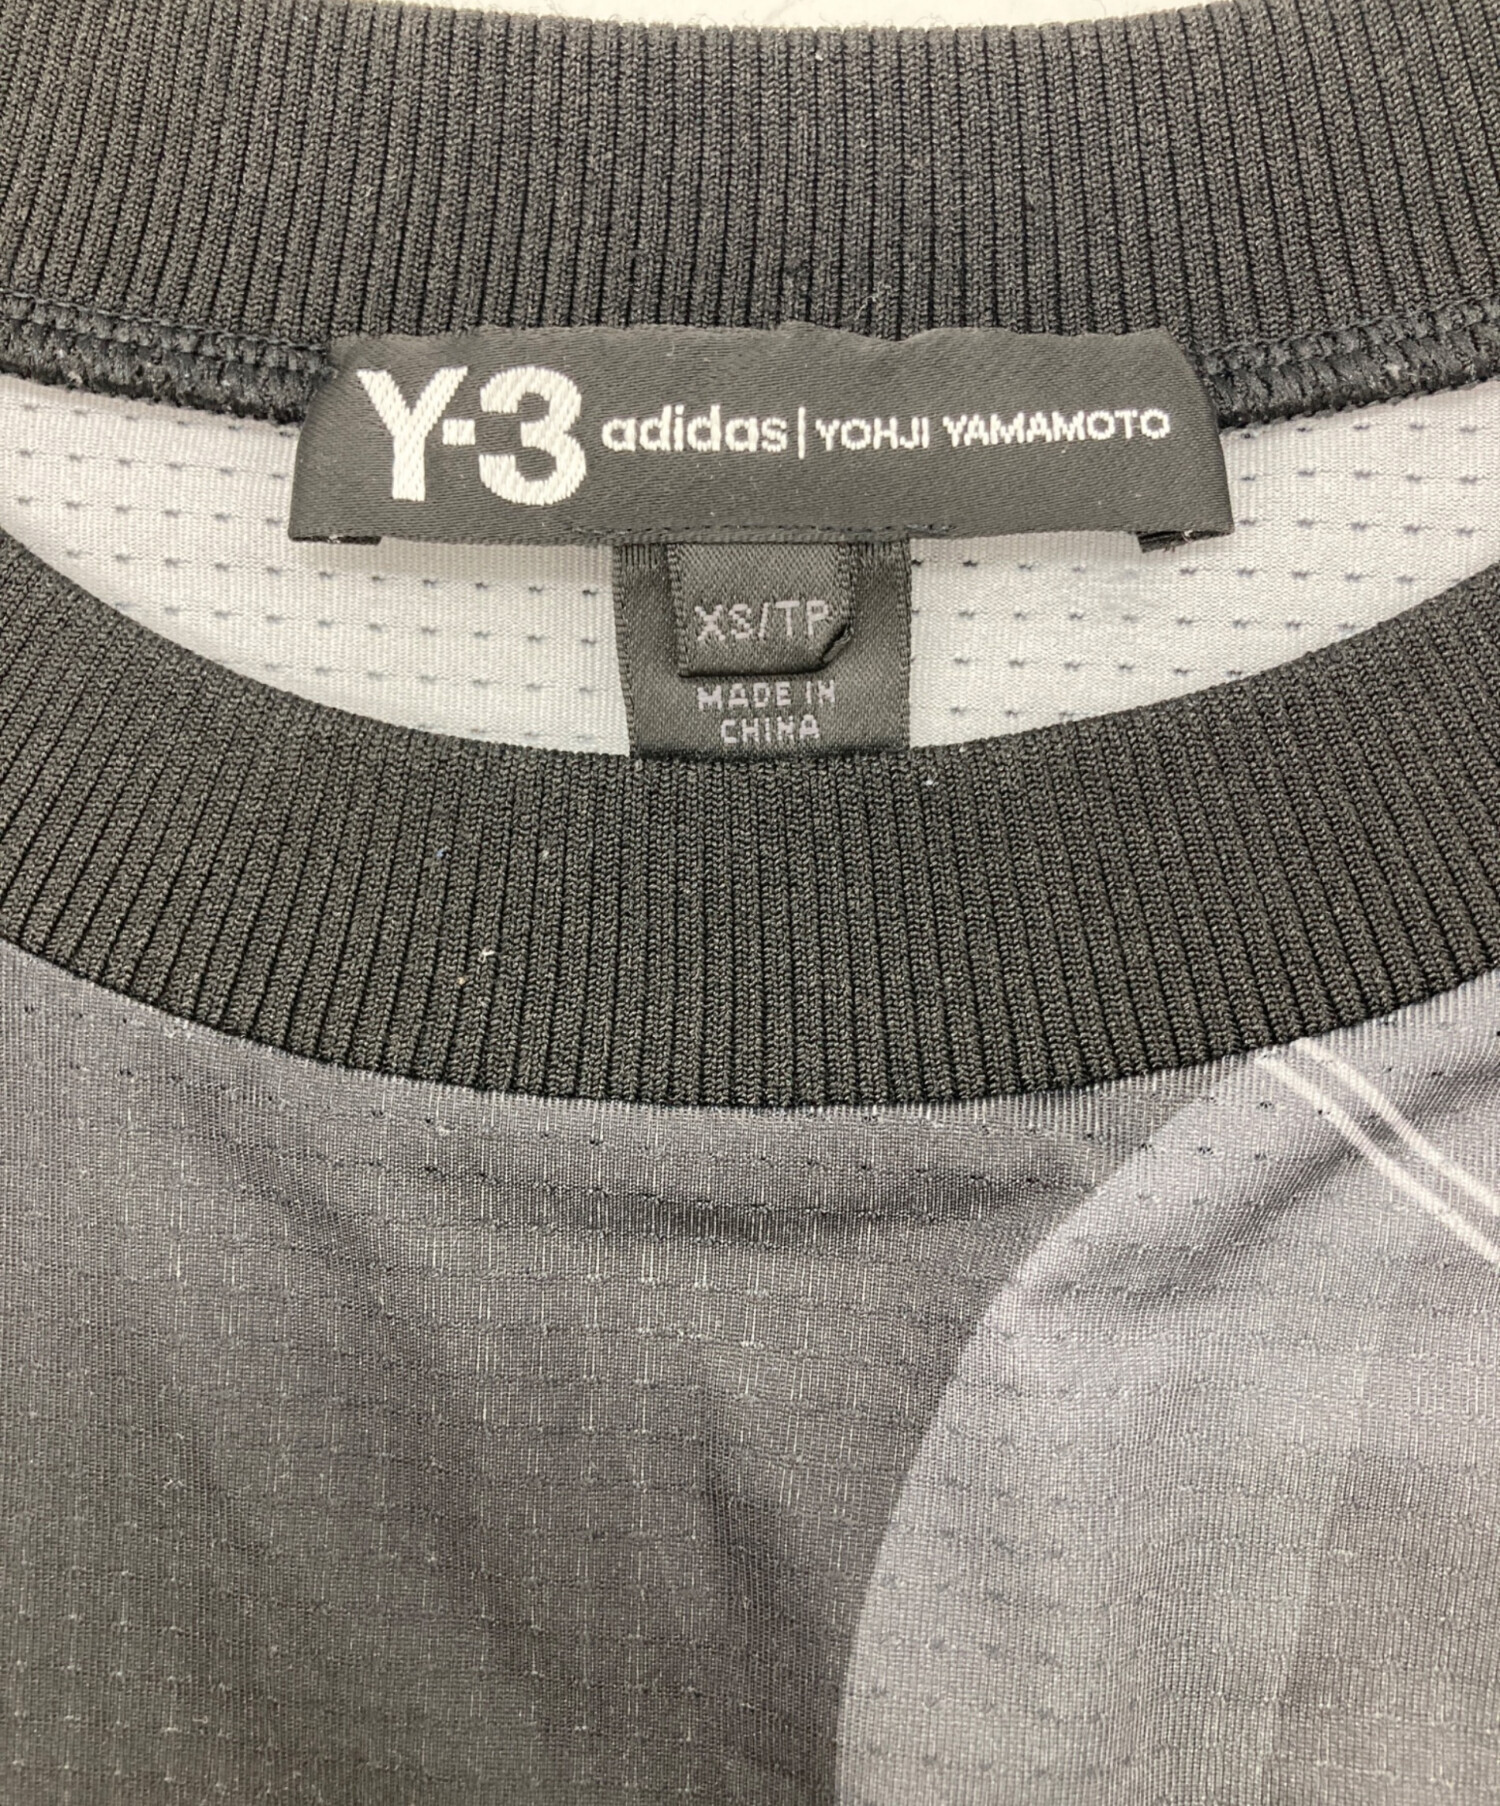 Y-3 adidas | YOHJI YAMAMOTO
XS/TP
MADE IN
CHINA